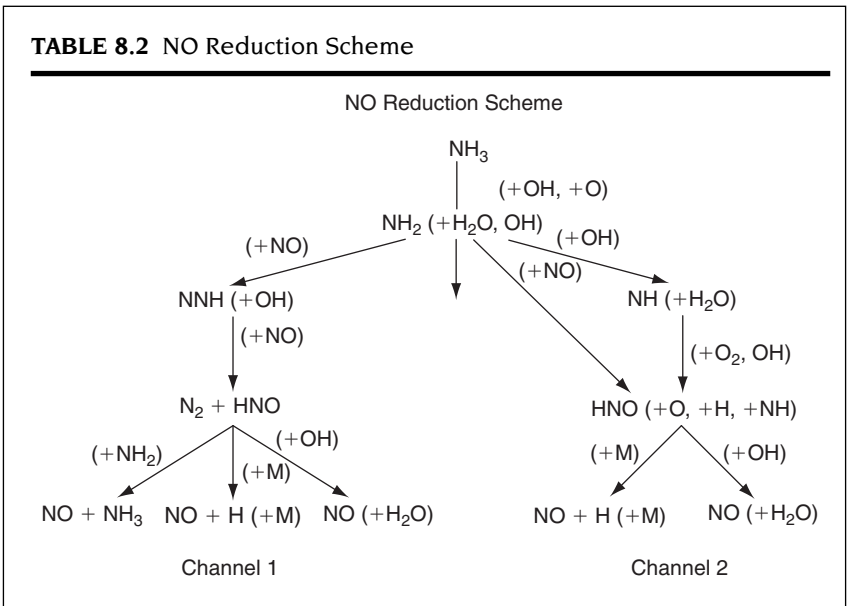 TABLE 8.2 NO Reduction Scheme
NO Reduction Scheme
NH₃
(+OH, +O)
NH₂ (+H₂O, OH)
(+NO)
(+OH)
(+NO)
NNH (+OH)
NH (+H₂O)
(+NO)
(+O₂, OH)
N₂ + HNO
HNO (+O, +H, +NH)
(+NH₂)
(+M)
(+OH)
(+M)
(+OH)
NO + NH₃
NO + H (+M)
NO (+H₂O)
NO + H (+M)
NO (+H₂O)
Channel 1
Channel 2